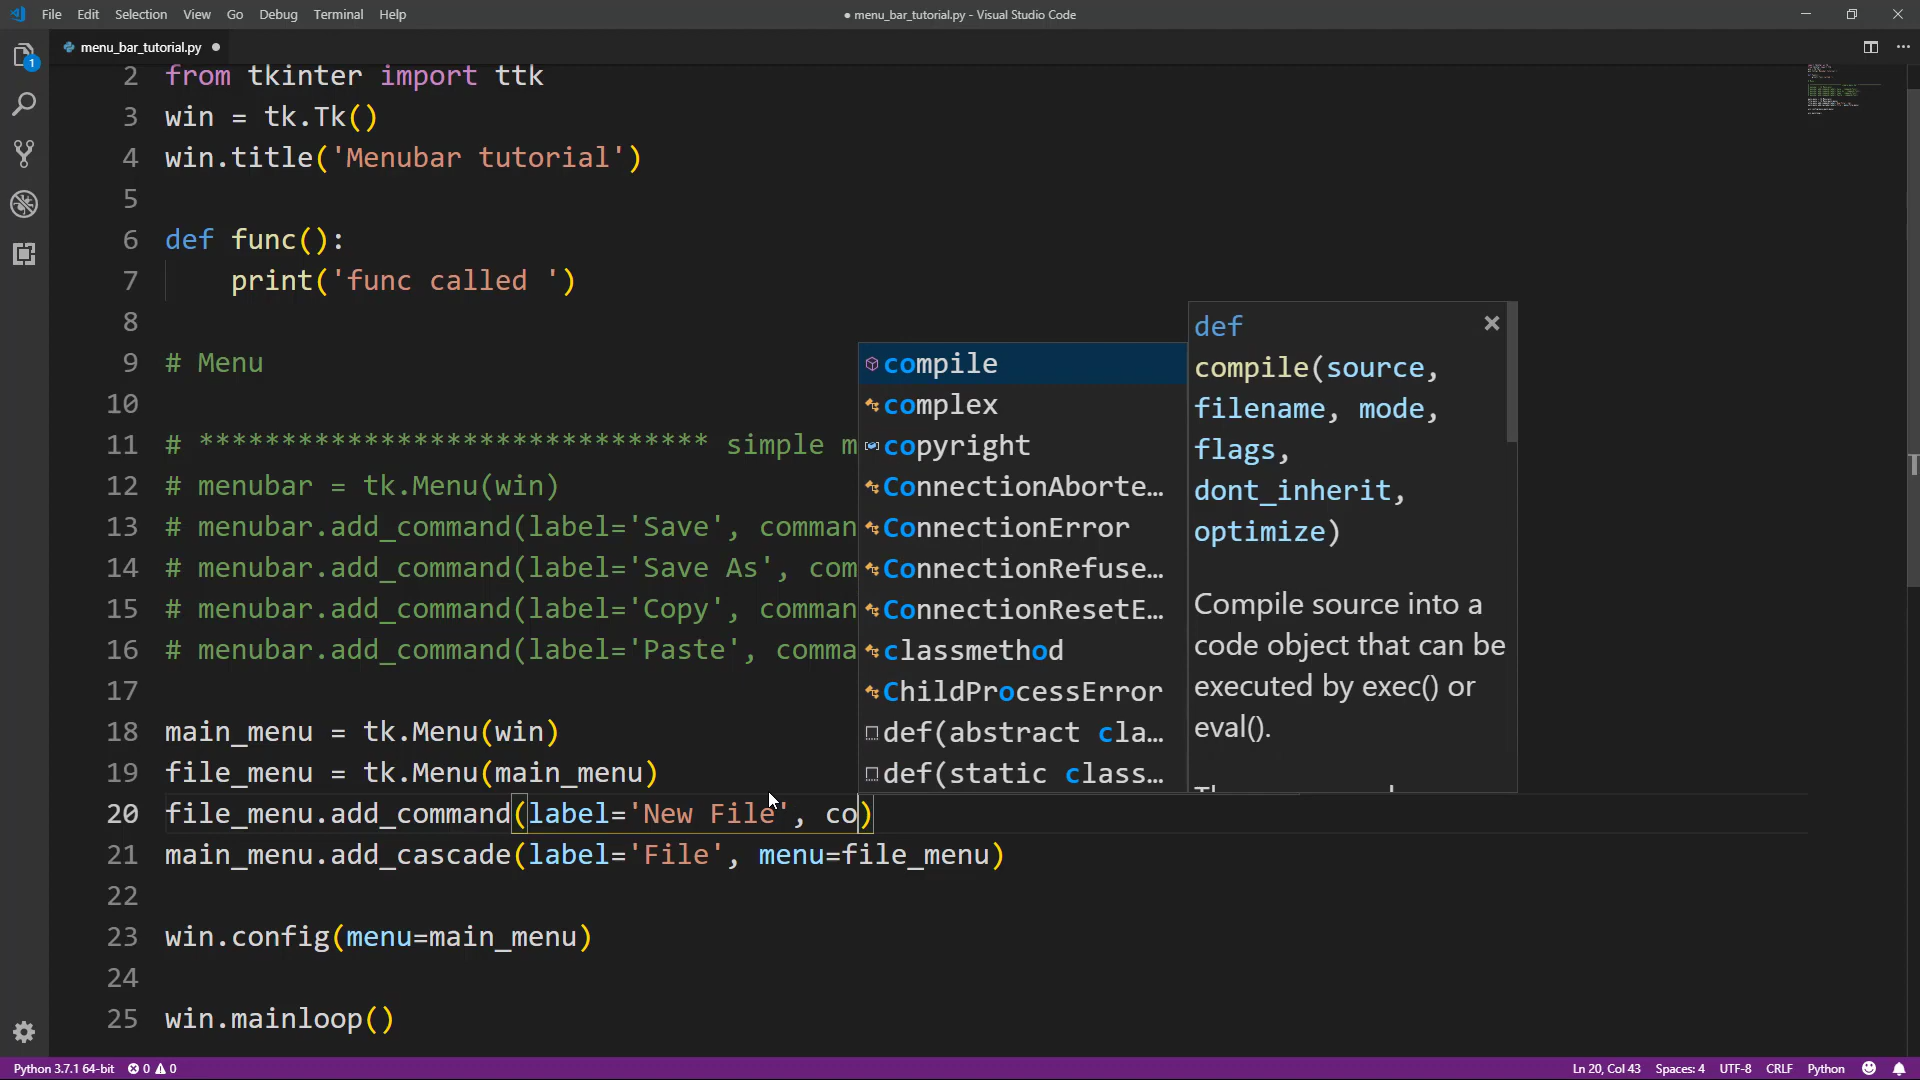 File Edit Selection View Go Debug Terminal Help
● menu_bar_tutorial.py - Visual Studio Code
menu_bar_tutorial.py ●
1
2 from tkinter import ttk
3 win = tk.Tk()
4 win.title('Menubar tutorial')
5
6 def func():
7 print('func called ')
8
9 # Menu
10
11 # ******************************* simple m
12 # menubar = tk.Menu(win)
13 # menubar.add_command(label='Save', comman
14 # menubar.add_command(label='Save As', com
15 # menubar.add_command(label='Copy', comman
16 # menubar.add_command(label='Paste', comma
17
18 main_menu = tk.Menu(win)
19 file_menu = tk.Menu(main_menu)
20 file_menu.add_command(label='New File', co)
21 main_menu.add_cascade(label='File', menu=file_menu)
22
23 win.config(menu=main_menu)
24
25 win.mainloop()
compile
complex
copyright
ConnectionAborte…
ConnectionError
ConnectionRefuse…
ConnectionResetE…
classmethod
ChildProcessError
def(abstract cla…
def(static class…
def
compile(source,
filename, mode,
flags,
dont_inherit,
optimize)
Compile source into a
code object that can be
executed by exec() or
eval().
Python 3.7.1 64-bit 0 0
Ln 20, Col 43 Spaces: 4 UTF-8 CRLF Python